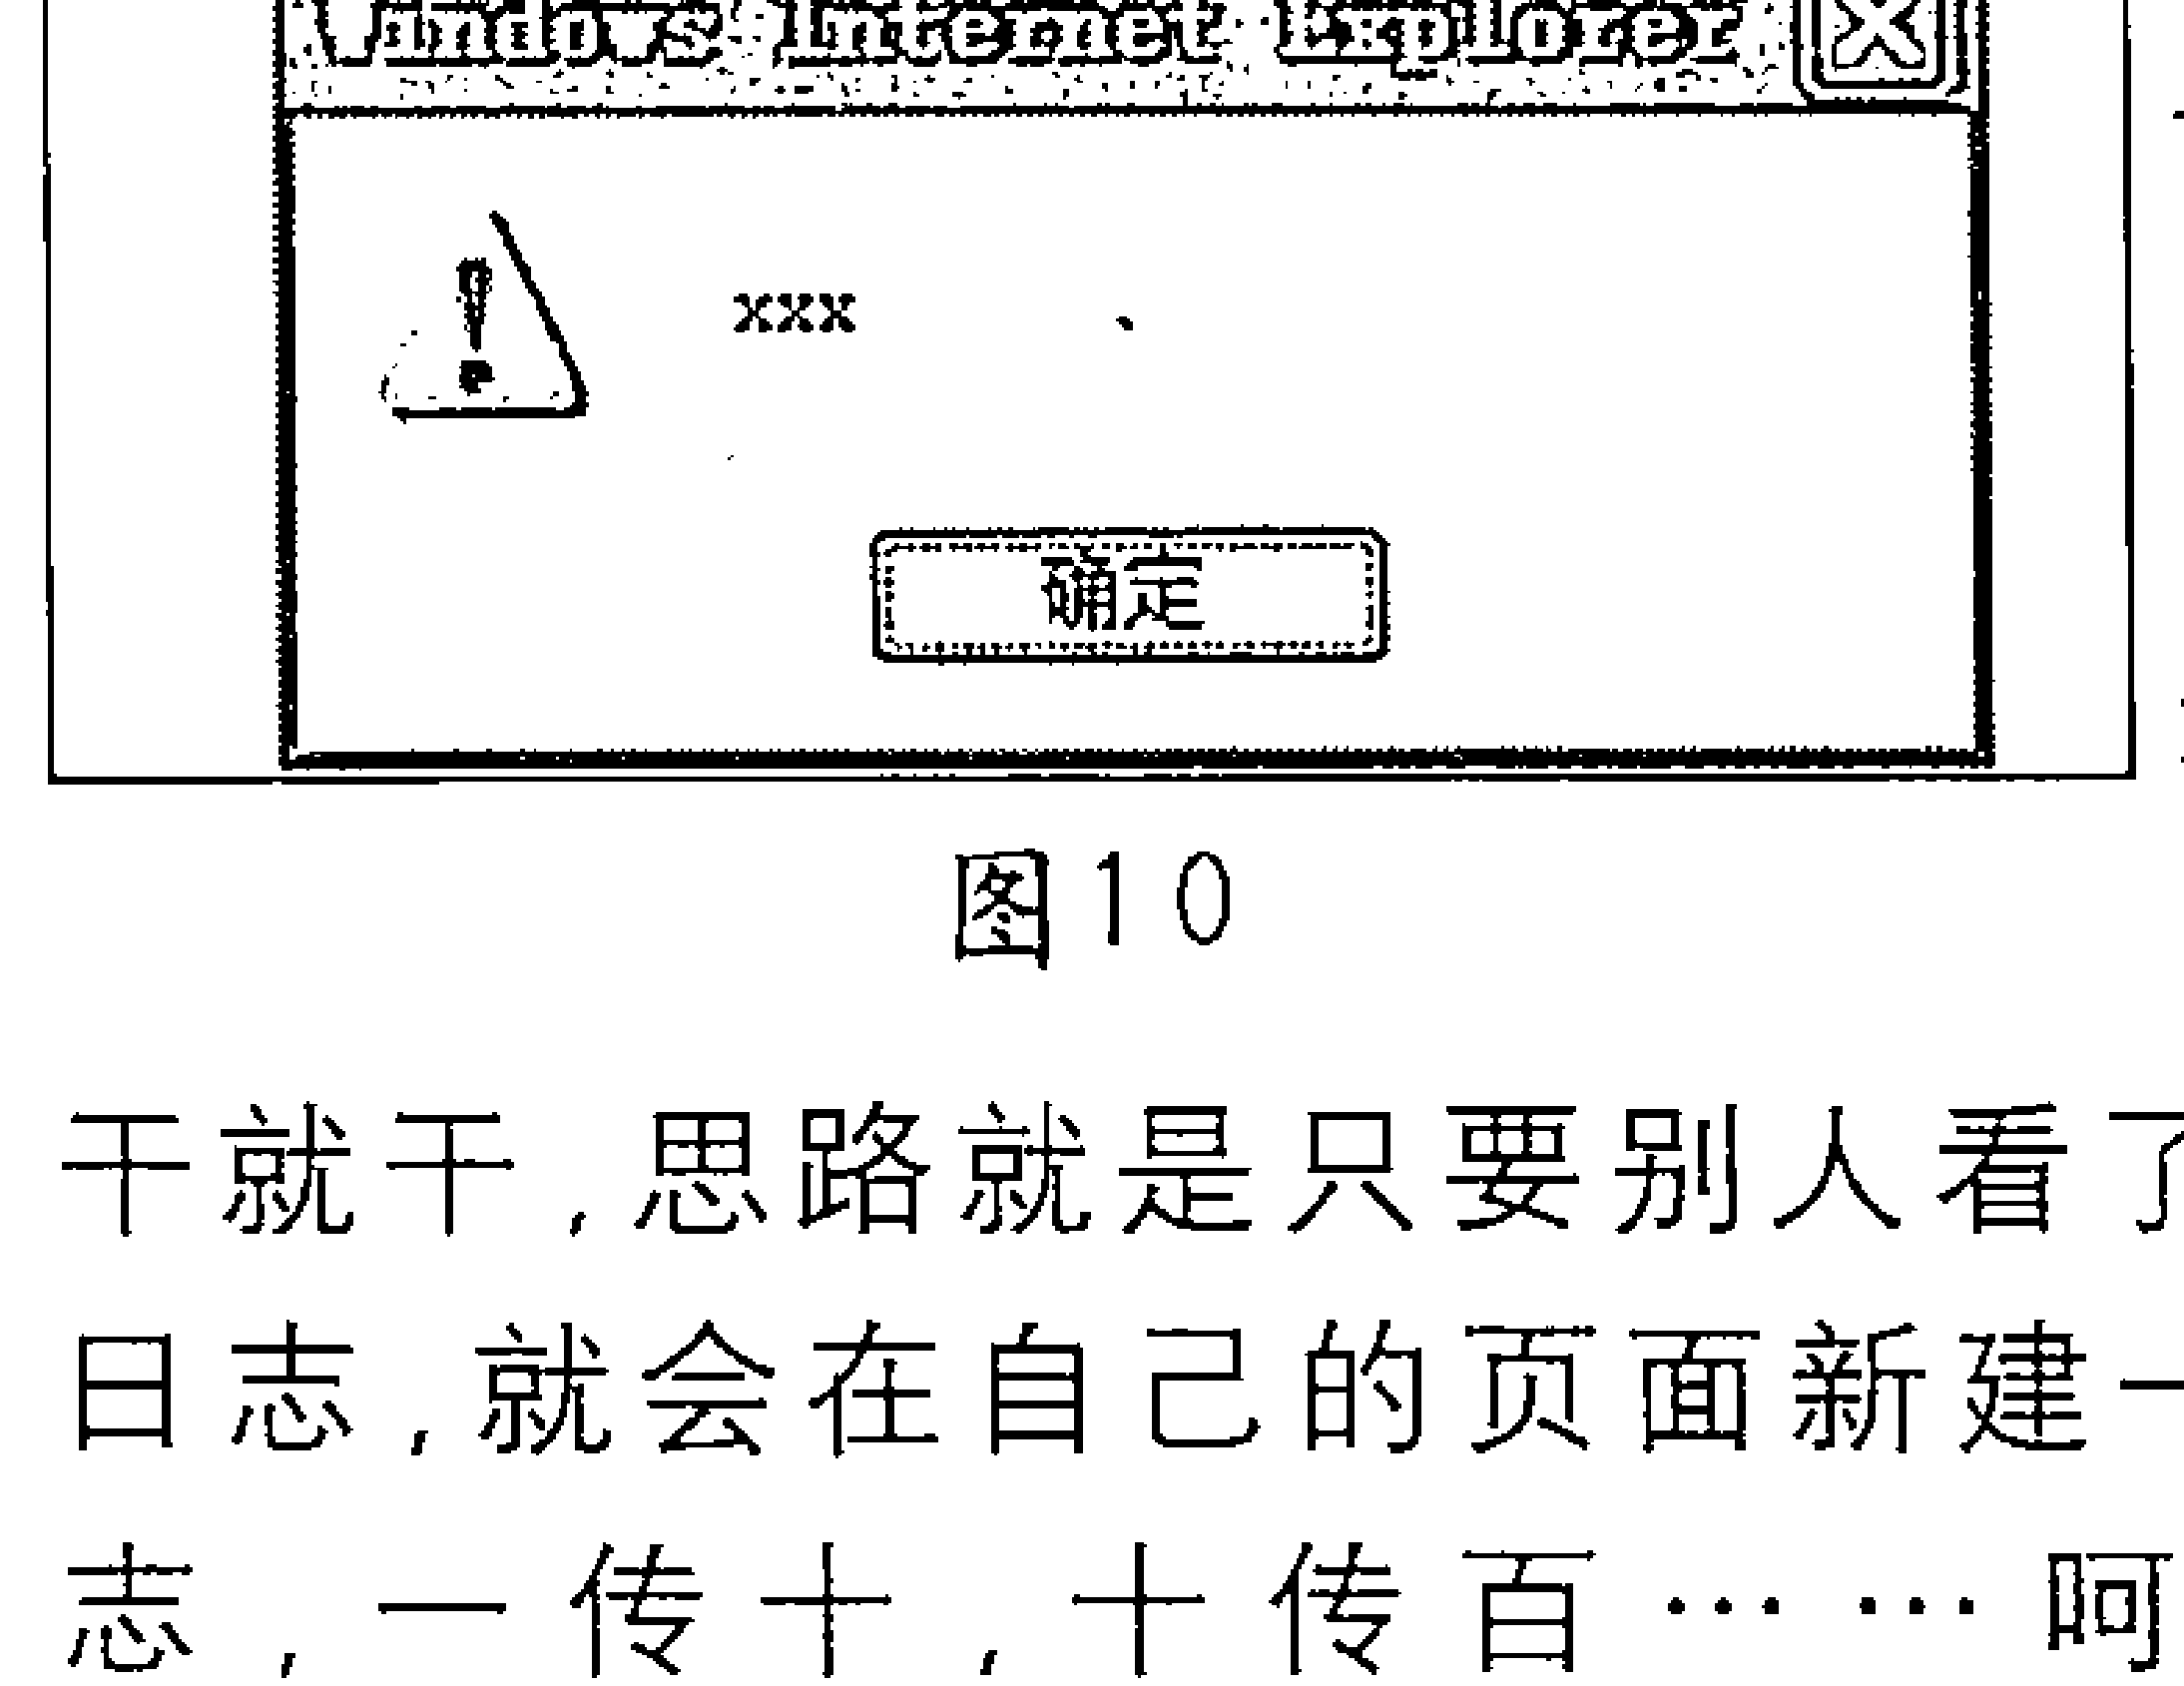 Windows Internet Explorer
xxx
确定
图10
干就干,思路就是只要别人看了
日志,就会在自己的页面新建一
志,一传十,十传百……呵